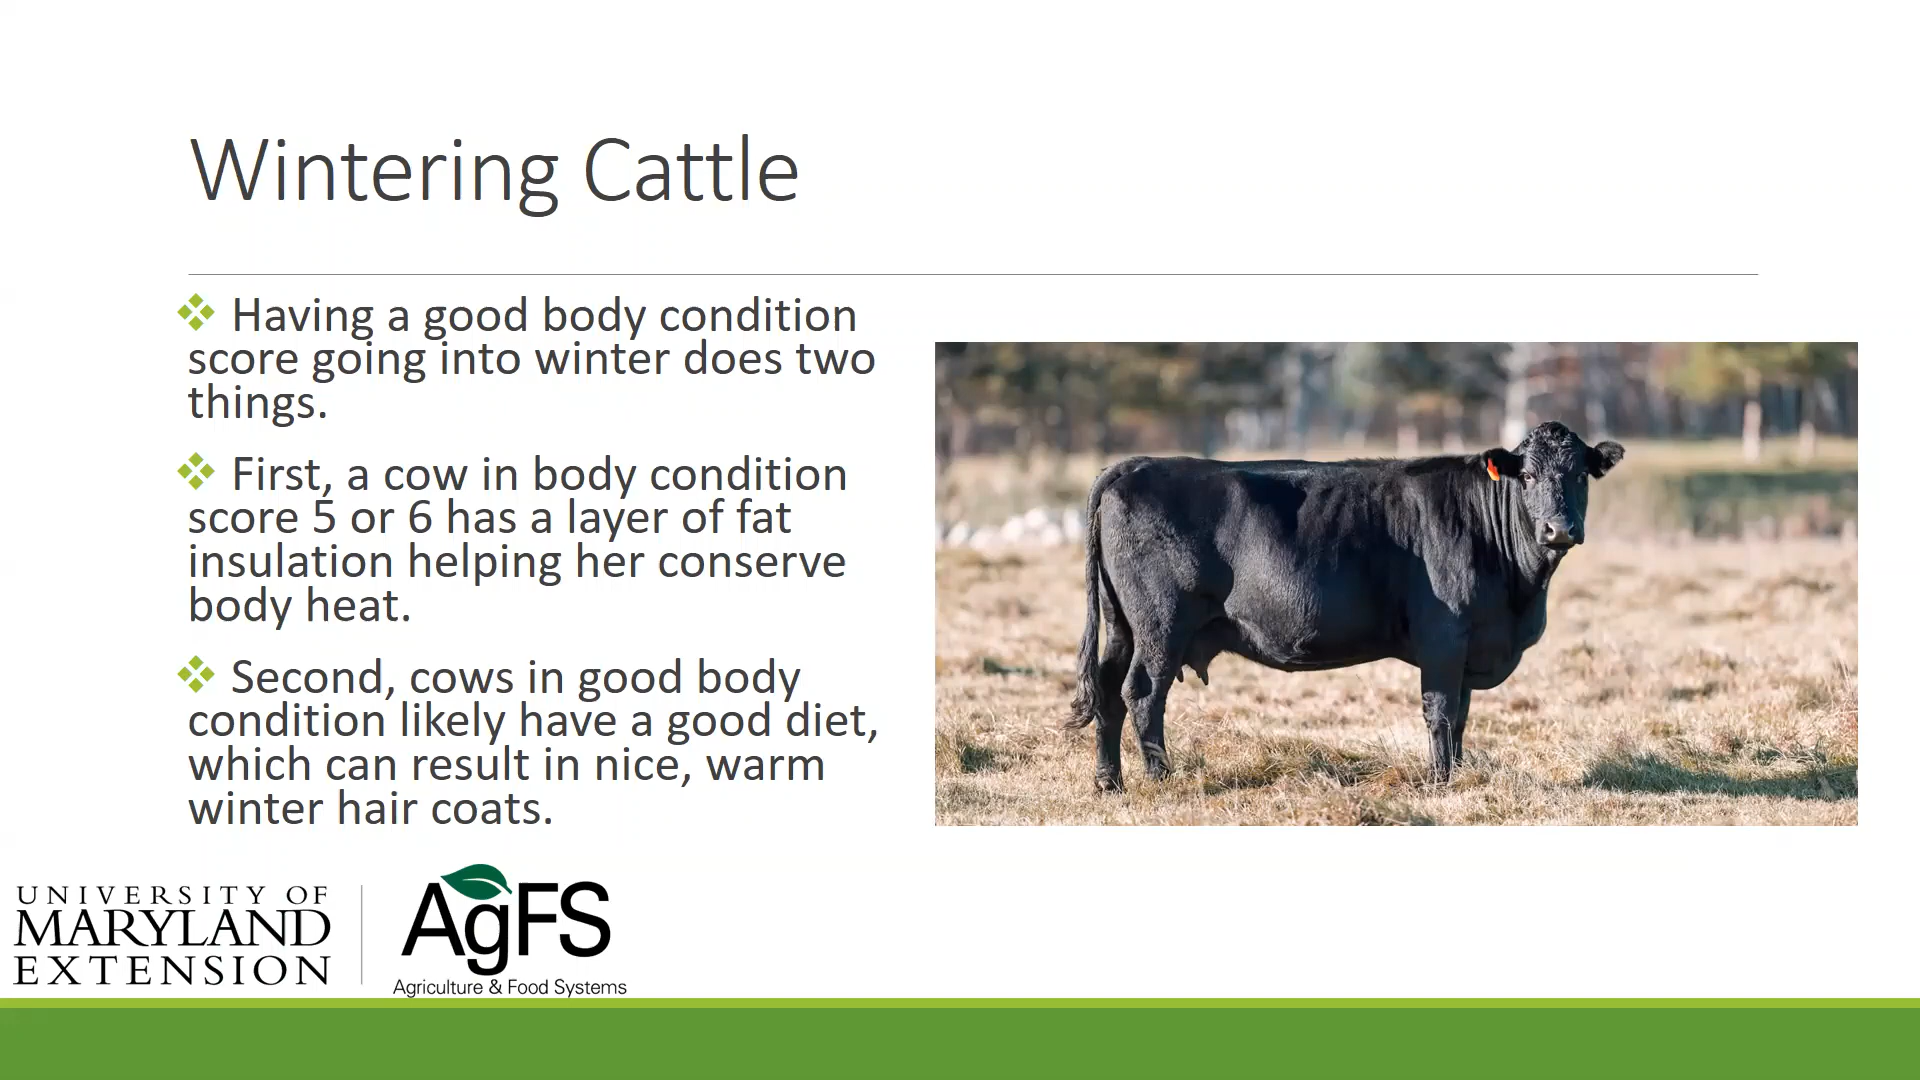 Wintering Cattle
Having a good body condition
score going into winter does two
things.
First, a cow in body condition
score 5 or 6 has a layer of fat
insulation helping her conserve
body heat.
Second, cows in good body
condition likely have a good diet,
which can result in nice, warm
winter hair coats.
UNIVERSITY OF
MARYLAND
EXTENSION
AgFS
Agriculture & Food Systems